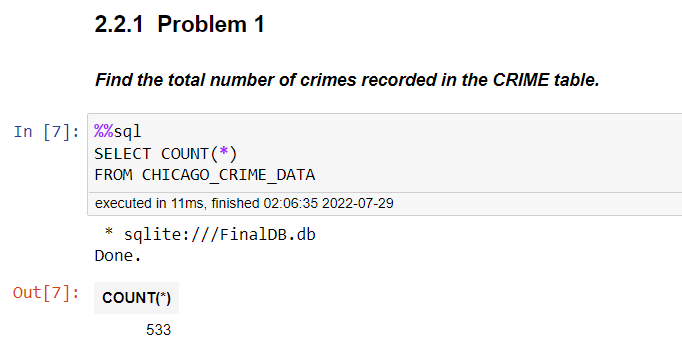 2.2.1 Problem 1
Find the total number of crimes recorded in the CRIME table.
In [7]: %%sql
SELECT COUNT(*)
FROM CHICAGO_CRIME_DATA
executed in 11ms, finished 02:06:35 2022-07-29
* sqlite:///FinalDB.db
Done.
Out[7]: COUNT(*)
533